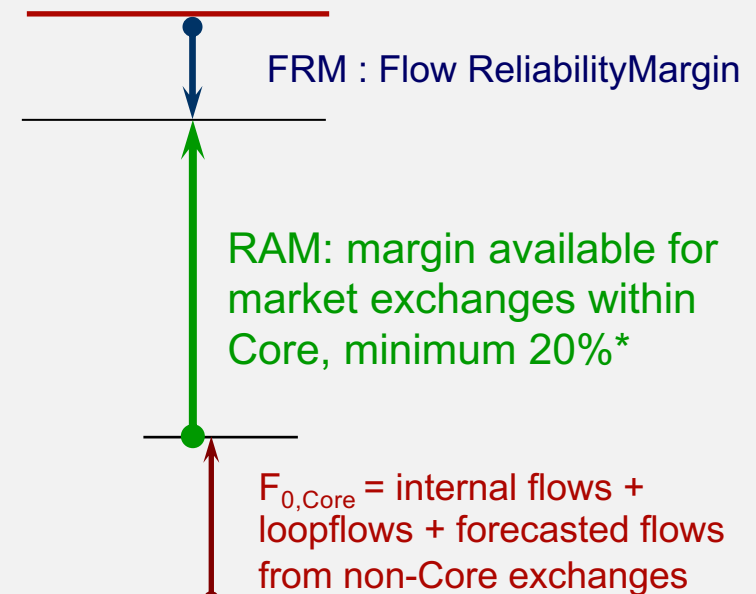 FRM : Flow ReliabilityMargin
RAM: margin available for
market exchanges within
Core, minimum 20%*
F0,Core = internal flows +
loopflows + forecasted flows
from non-Core exchanges